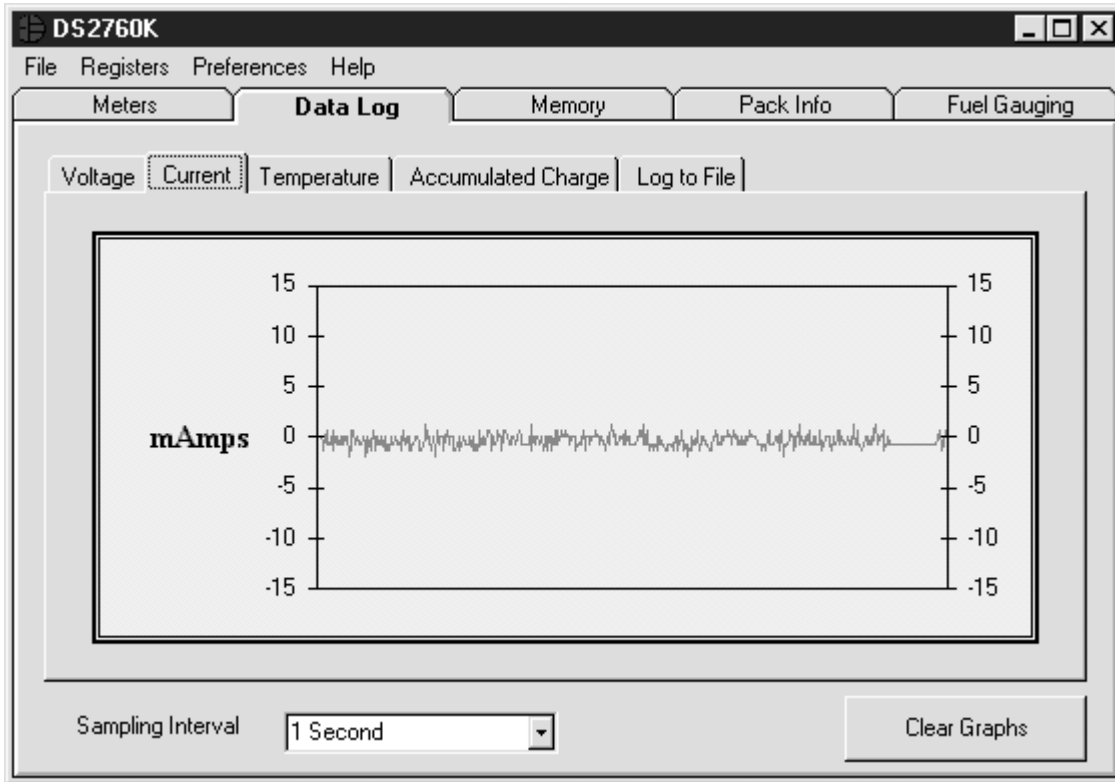 DS2760K
File Registers Preferences Help
Meters Data Log Memory Pack Info Fuel Gauging
Voltage Current Temperature Accumulated Charge Log to File
15 15
10 10
5 5
mAmps 0 0
-5 -5
-10 -10
-15 -15
Sampling Interval 1 Second Clear Graphs